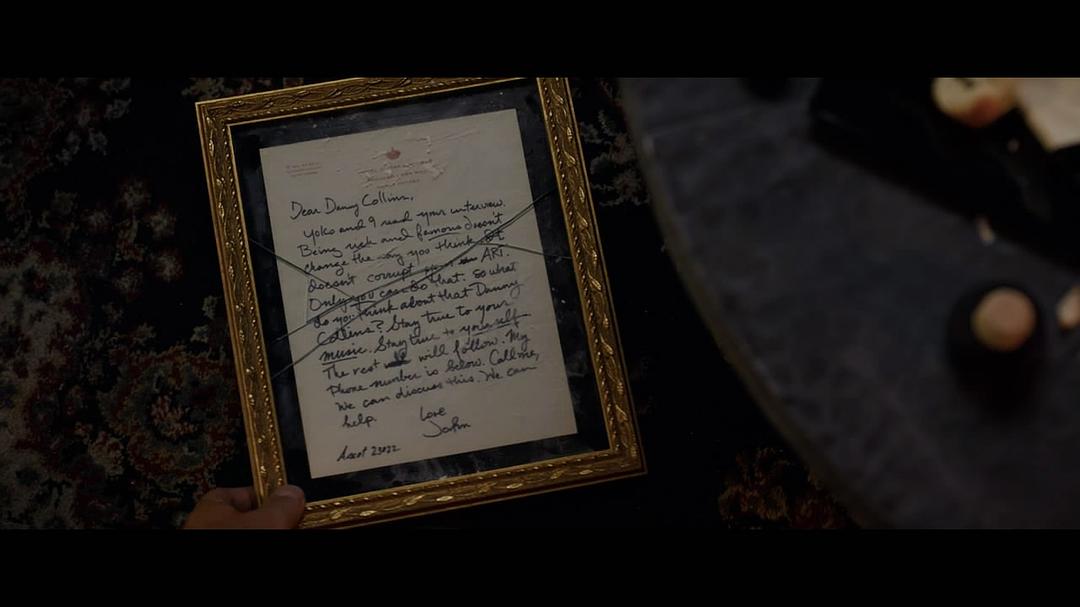 Dear Danny Collins,
Yoko and I read your interview.
Being rich and famous doesn't
change the way you think. It
doesn't corrupt your ART.
Only you can do that. So what
do you think about that Danny
Collins? Stay true to your
music. Stay true to yourself.
The rest will follow. My
Phone number is below. Call me,
We can discuss this. We can
help.
Love
John
Ascot 23022